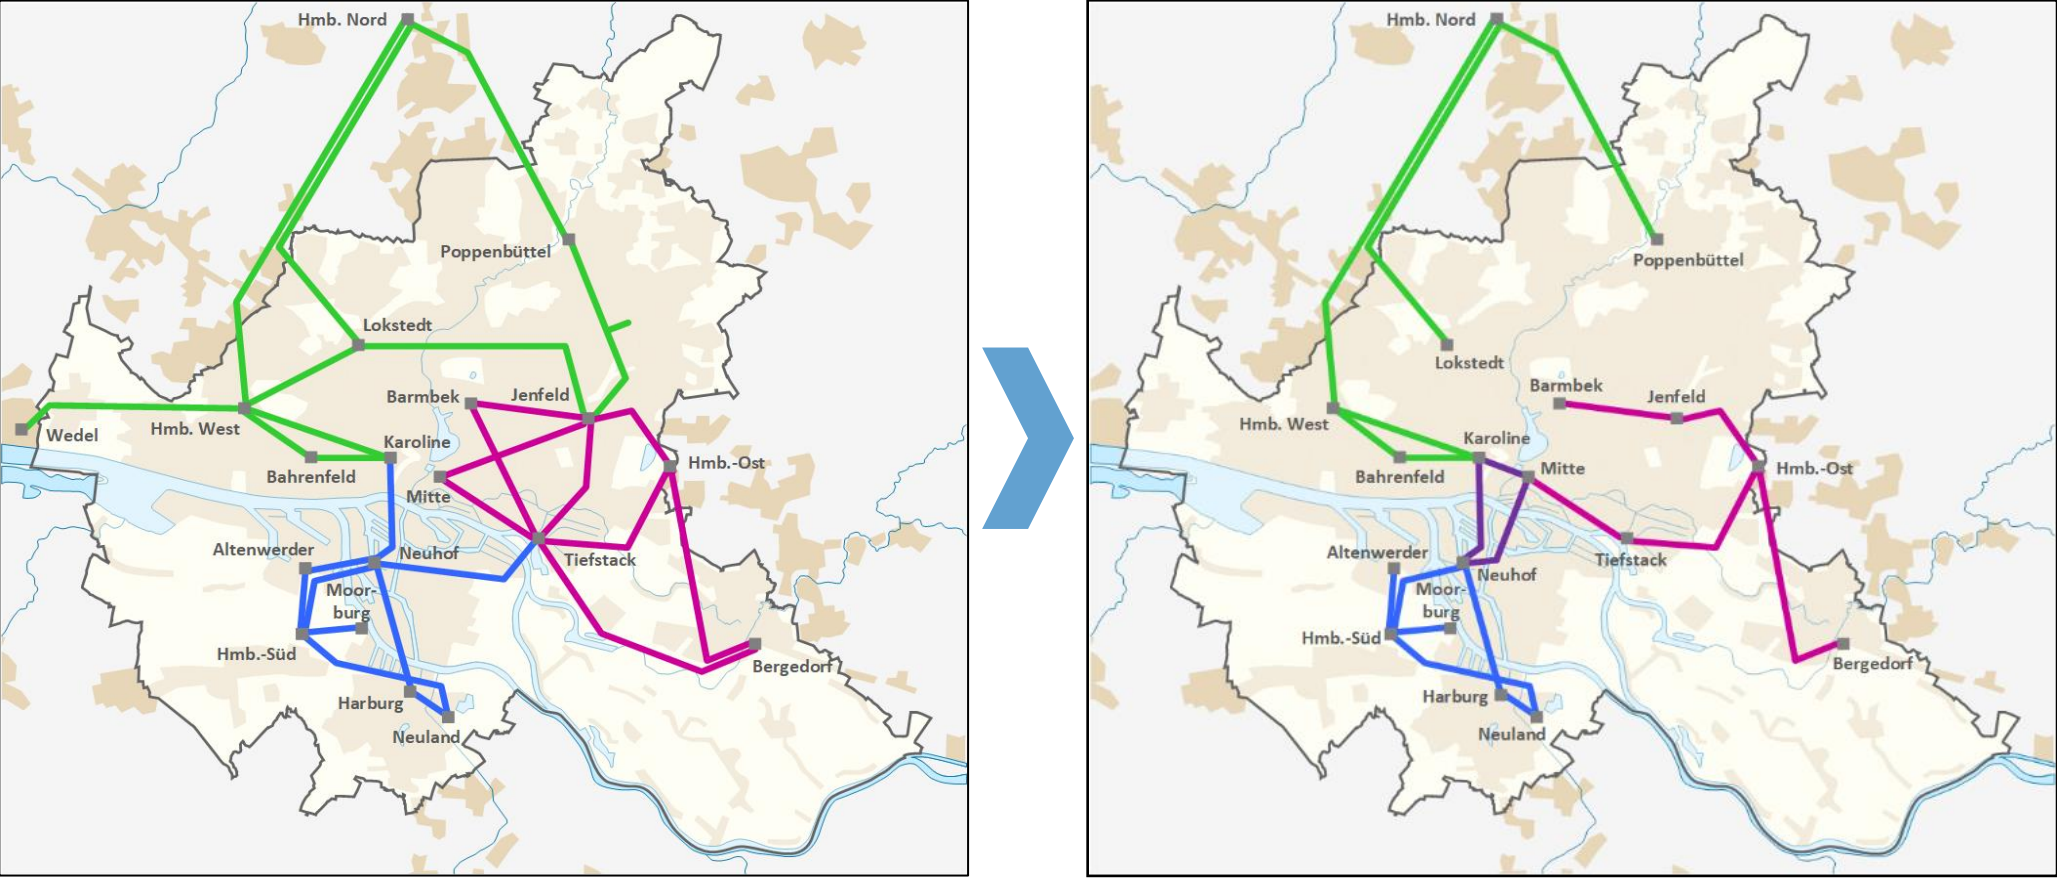 Hmb. Nord
Poppenbüttel
Lokstedt
Barmbek
Jenfeld
Wedel
Hmb. West
Karoline
Bahrenfeld
Mitte
Hmb.-Ost
Altenwerder
Neuhof
Tiefstack
Moor-
burg
Hmb.-Süd
Bergedorf
Harburg
Neuland
Hmb. Nord
Poppenbüttel
Lokstedt
Barmbek
Jenfeld
Hmb. West
Karoline
Bahrenfeld
Mitte
Hmb.-Ost
Altenwerder
Neuhof
Tiefstack
Moor-
burg
Hmb.-Süd
Bergedorf
Harburg
Neuland